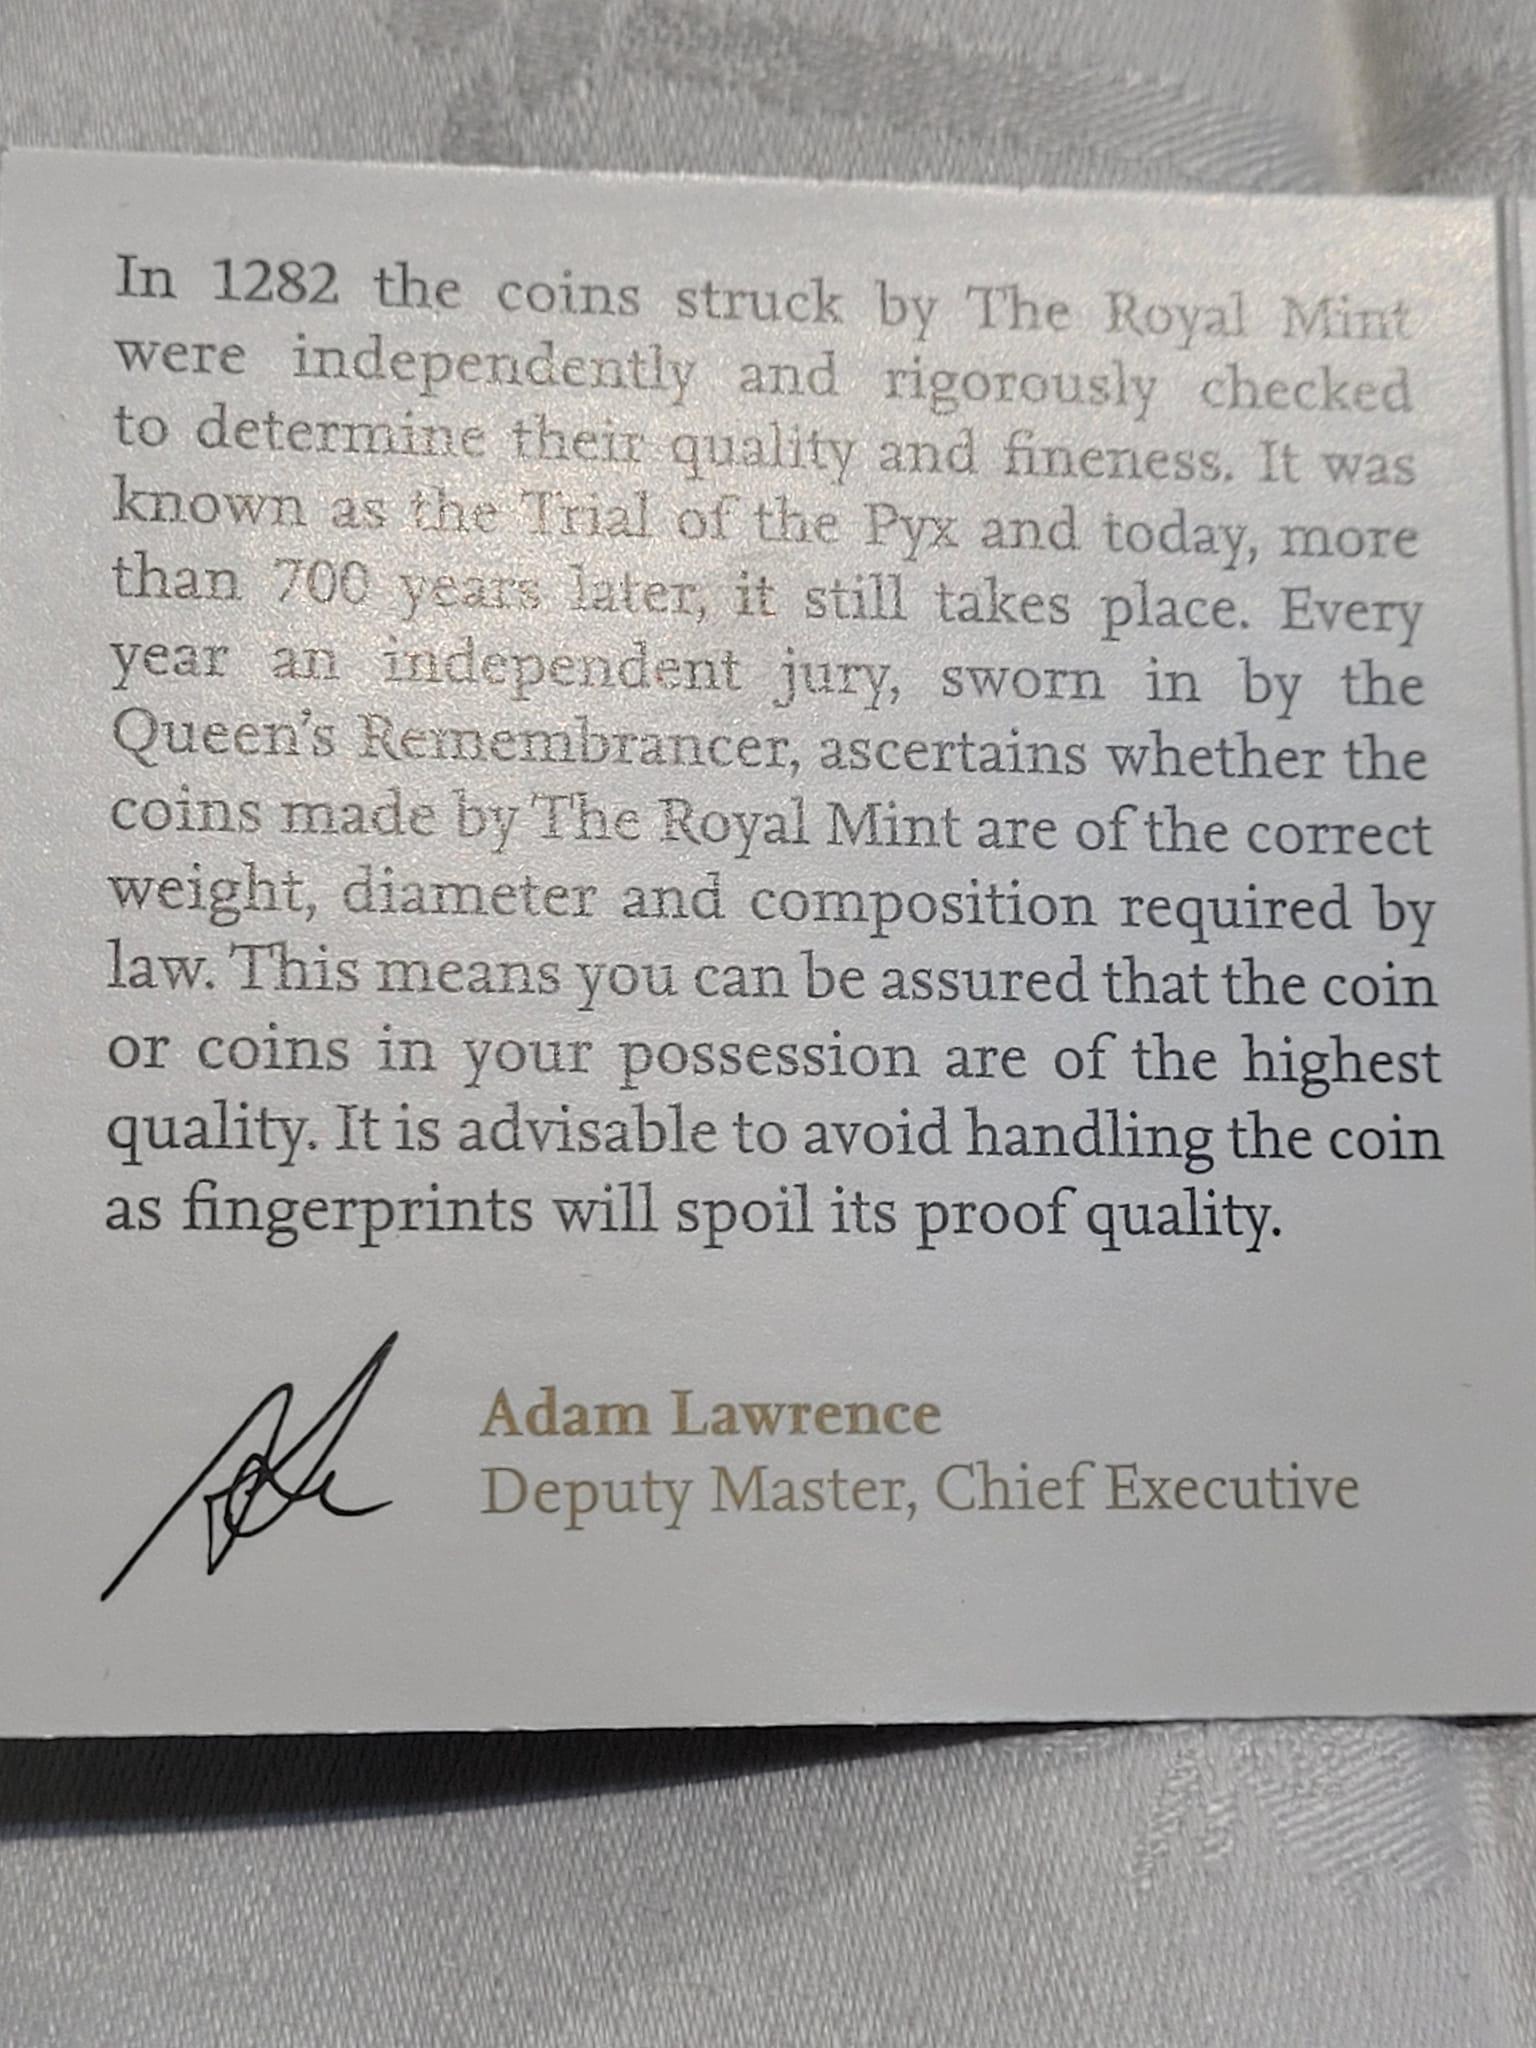 In 1282 the coins struck by The Royal Mint
were independently and rigorously checked
to determine their quality and fineness. It was
known as the Trial of the Pyx and today, more
than 700 years later, it still takes place. Every
year an independent jury, sworn in by the
Queen's Remembrancer, ascertains whether the
coins made by The Royal Mint are of the correct
weight, diameter and composition required by
law. This means you can be assured that the coin
or coins in your possession are of the highest
quality. It is advisable to avoid handling the coin
as fingerprints will spoil its proof quality.
Adam Lawrence
Deputy Master, Chief Executive